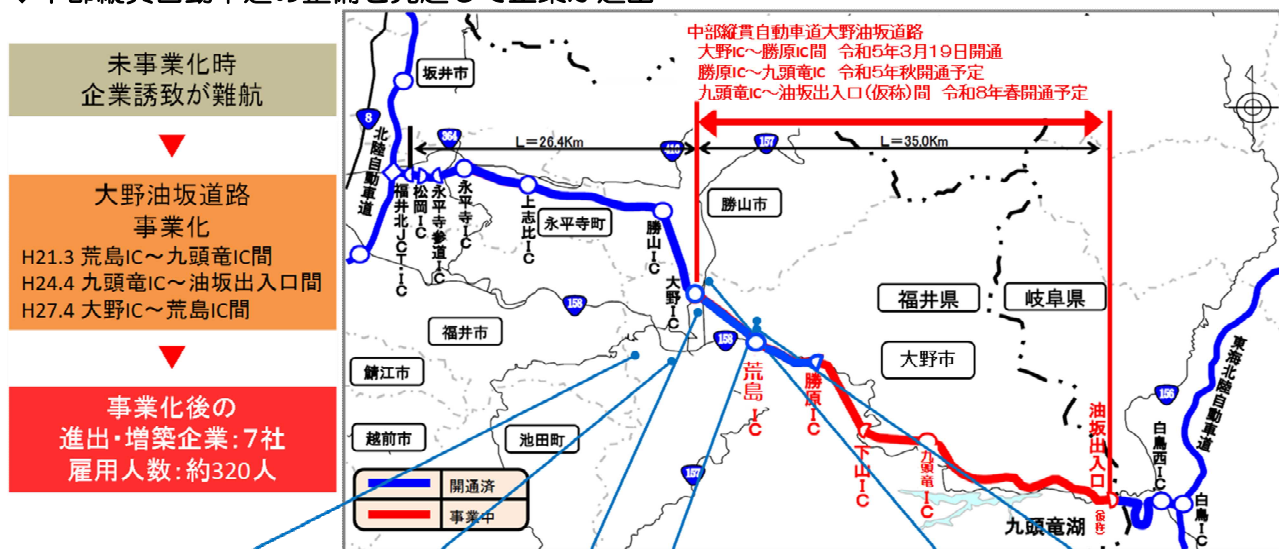 未事業化時
企業誘致が難航
大野油坂道路
事業化
H21.3 荒島IC～九頭竜IC間
H24.4 九頭竜IC～油坂出入口間
H27.4 大野IC～荒島IC間
事業化後の
進出・増築企業：7社
雇用人数：約320人
中部縦貫自動車道大野油坂道路
大野IC～勝原IC間　令和5年3月19日開通
勝原IC～九頭竜IC　令和5年秋開通予定
九頭竜IC～油坂出入口(仮称)間　令和8年春開通予定
坂井市
8
北陸自動車道
364
L=26.4Km
416
157
L=35.0Km
福井北JCT・IC
松岡IC
永平寺参道IC
永平寺IC
上志比IC
永平寺町
勝山IC
勝山市
大野IC
福井県
岐阜県
158
福井市
158
大野市
鯖江市
荒島IC
勝原IC
東海北陸自動車道
156
越前市
池田町
下山IC
九頭竜IC
油坂出入口
(仮称)
白鳥西IC
白鳥IC
157
九頭竜湖
開通済
事業中